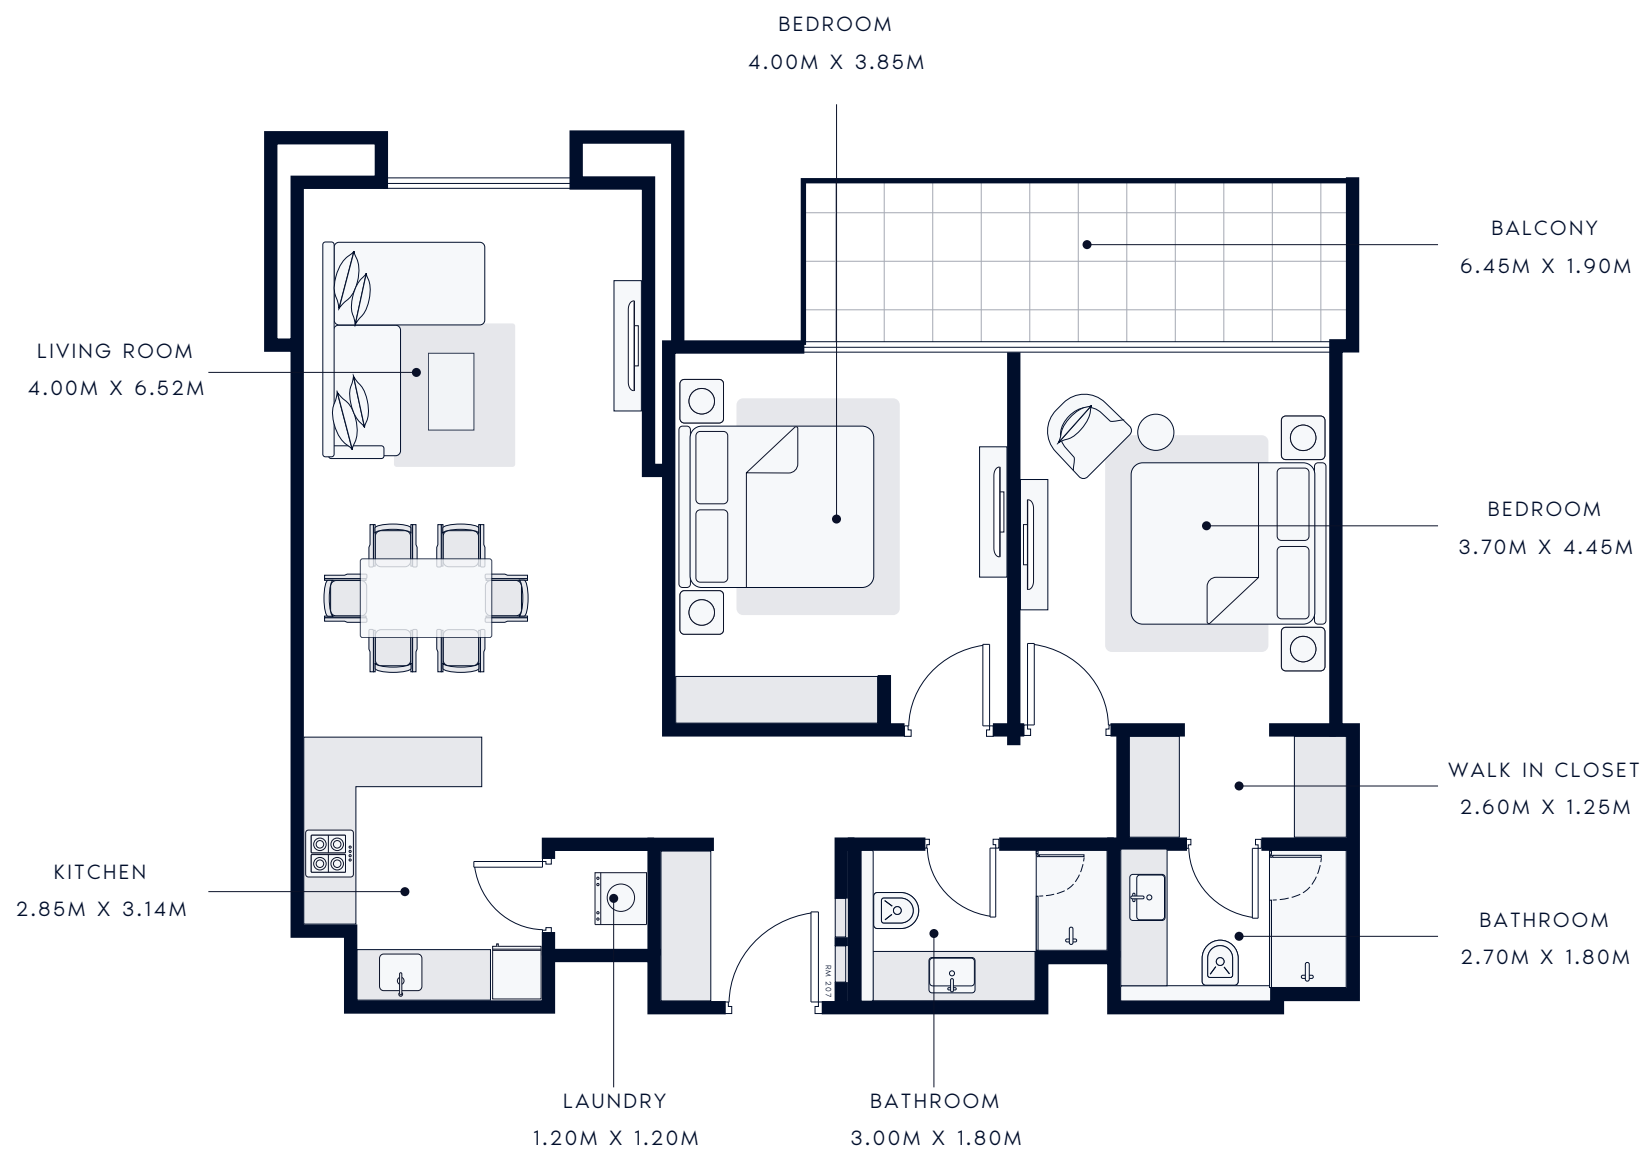 BEDROOM
4.00M X 3.85M
BALCONY
6.45M X 1.90M
LIVING ROOM
4.00M X 6.52M
BEDROOM
3.70M X 4.45M
WALK IN CLOSET
2.60M X 1.25M
KITCHEN
2.85M X 3.14M
BATHROOM
2.70M X 1.80M
RM 207
LAUNDRY
1.20M X 1.20M
BATHROOM
3.00M X 1.80M